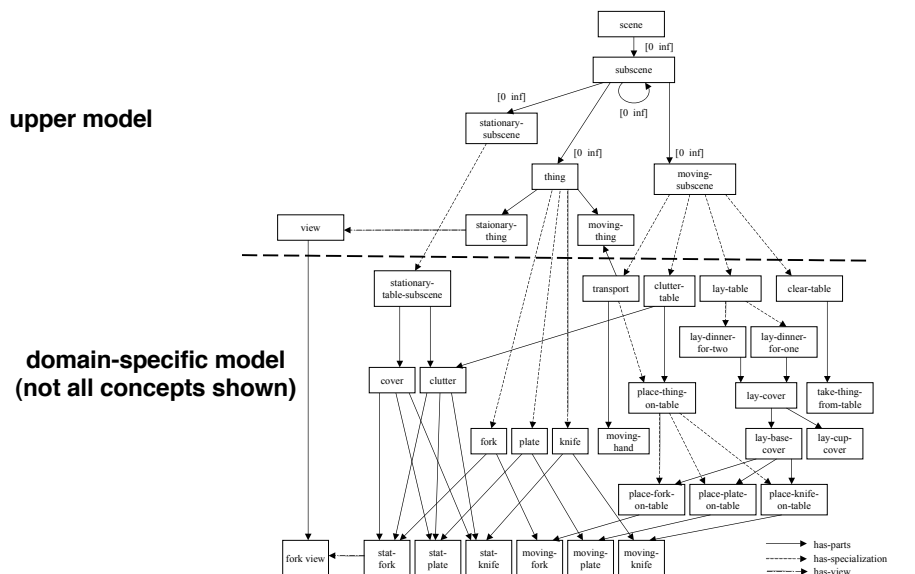 scene
[0 inf]
subscene
[0 inf]
[0 inf]
upper model
stationary-
subscene
[0 inf]
[0 inf]
thing
moving-
subscene
view
staionary-
thing
moving-
thing
stationary-
table-subscene
transport
clutter-
table
lay-table
clear-table
lay-dinner-
for-two
lay-dinner-
for-one
domain-specific model
(not all concepts shown)
cover
clutter
place-thing-
on-table
lay-cover
take-thing-
from-table
fork
plate
knife
moving-
hand
lay-base-
cover
lay-cup-
cover
place-fork-
on-table
place-plate-
on-table
place-knife-
on-table
fork view
stat-
fork
stat-
plate
stat-
knife
moving-
fork
moving-
plate
moving-
knife
has-parts
has-specialization
has-view